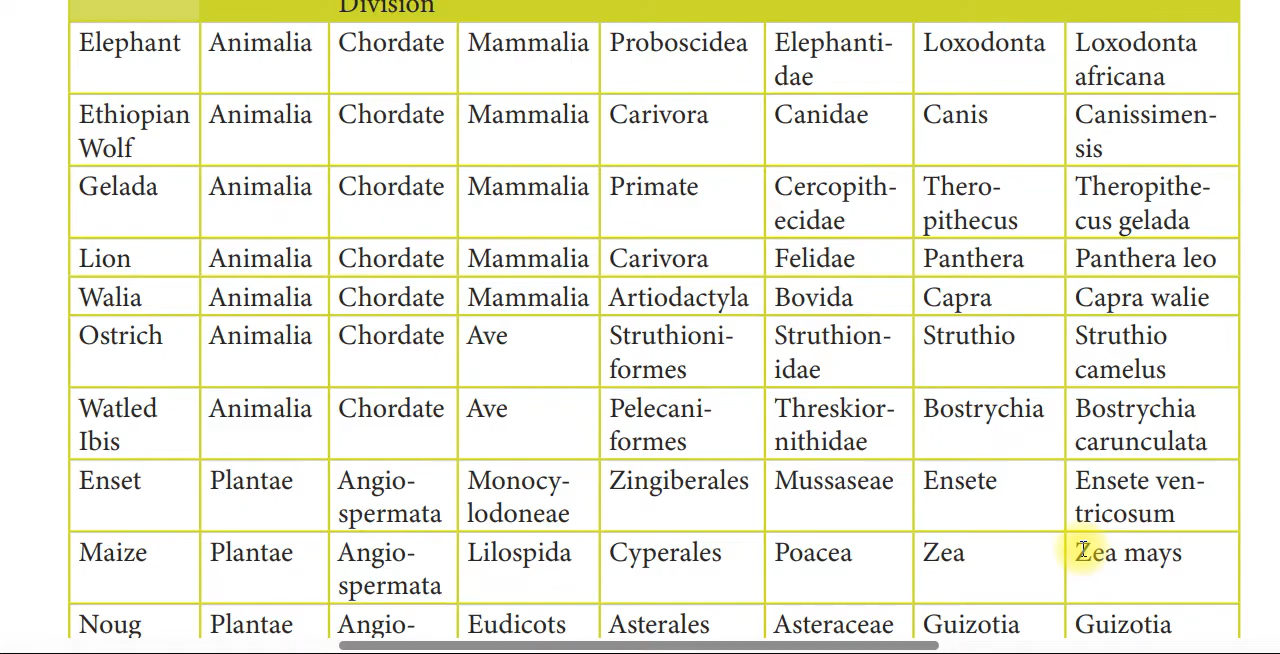 Division
Elephant Animalia Chordate Mammalia Proboscidea Elephanti- Loxodonta Loxodonta
dae africana
Ethiopian Animalia Chordate Mammalia Carivora Canidae Canis Canissimen-
Wolf sis
Gelada Animalia Chordate Mammalia Primate Cercopith- Thero- Theropithe-
ecidae pithecus cus gelada
Lion Animalia Chordate Mammalia Carivora Felidae Panthera Panthera leo
Walia Animalia Chordate Mammalia Artiodactyla Bovida Capra Capra walie
Ostrich Animalia Chordate Ave Struthioni- Struthion- Struthio Struthio
formes idae camelus
Watled Animalia Chordate Ave Pelecani- Threskior- Bostrychia Bostrychia
Ibis formes nithidae carunculata
Enset Plantae Angio- Monocy- Zingiberales Mussaseae Ensete Ensete ven-
spermata lodoneae tricosum
Maize Plantae Angio- Lilospida Cyperales Poacea Zea Zea mays
spermata
Noug Plantae Angio- Eudicots Asterales Asteraceae Guizotia Guizotia